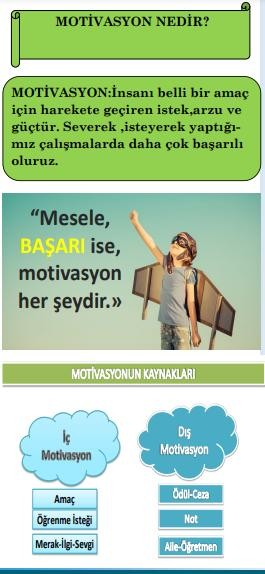 MOTİVASYON NEDİR?
MOTİVASYON:İnsanı belli bir amaç
için harekete geçiren istek,arzu ve
güçtür. Severek ,isteyerek yaptığı-
mız çalışmalarda daha çok başarılı
oluruz.
“Mesele,
BAŞARI ise,
motivasyon
her şeydir.»
MOTİVASYONUN KAYNAKLARI
İç
Motivasyon
Amaç
Öğrenme İsteği
Merak-İlgi-Sevgi
Dış
Motivasyon
Ödül-Ceza
Not
Aile-Öğretmen